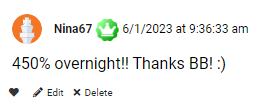 Nina67 6/1/2023 at 9:36:33 am
450% overnight!! Thanks BB! :)
Edit Delete